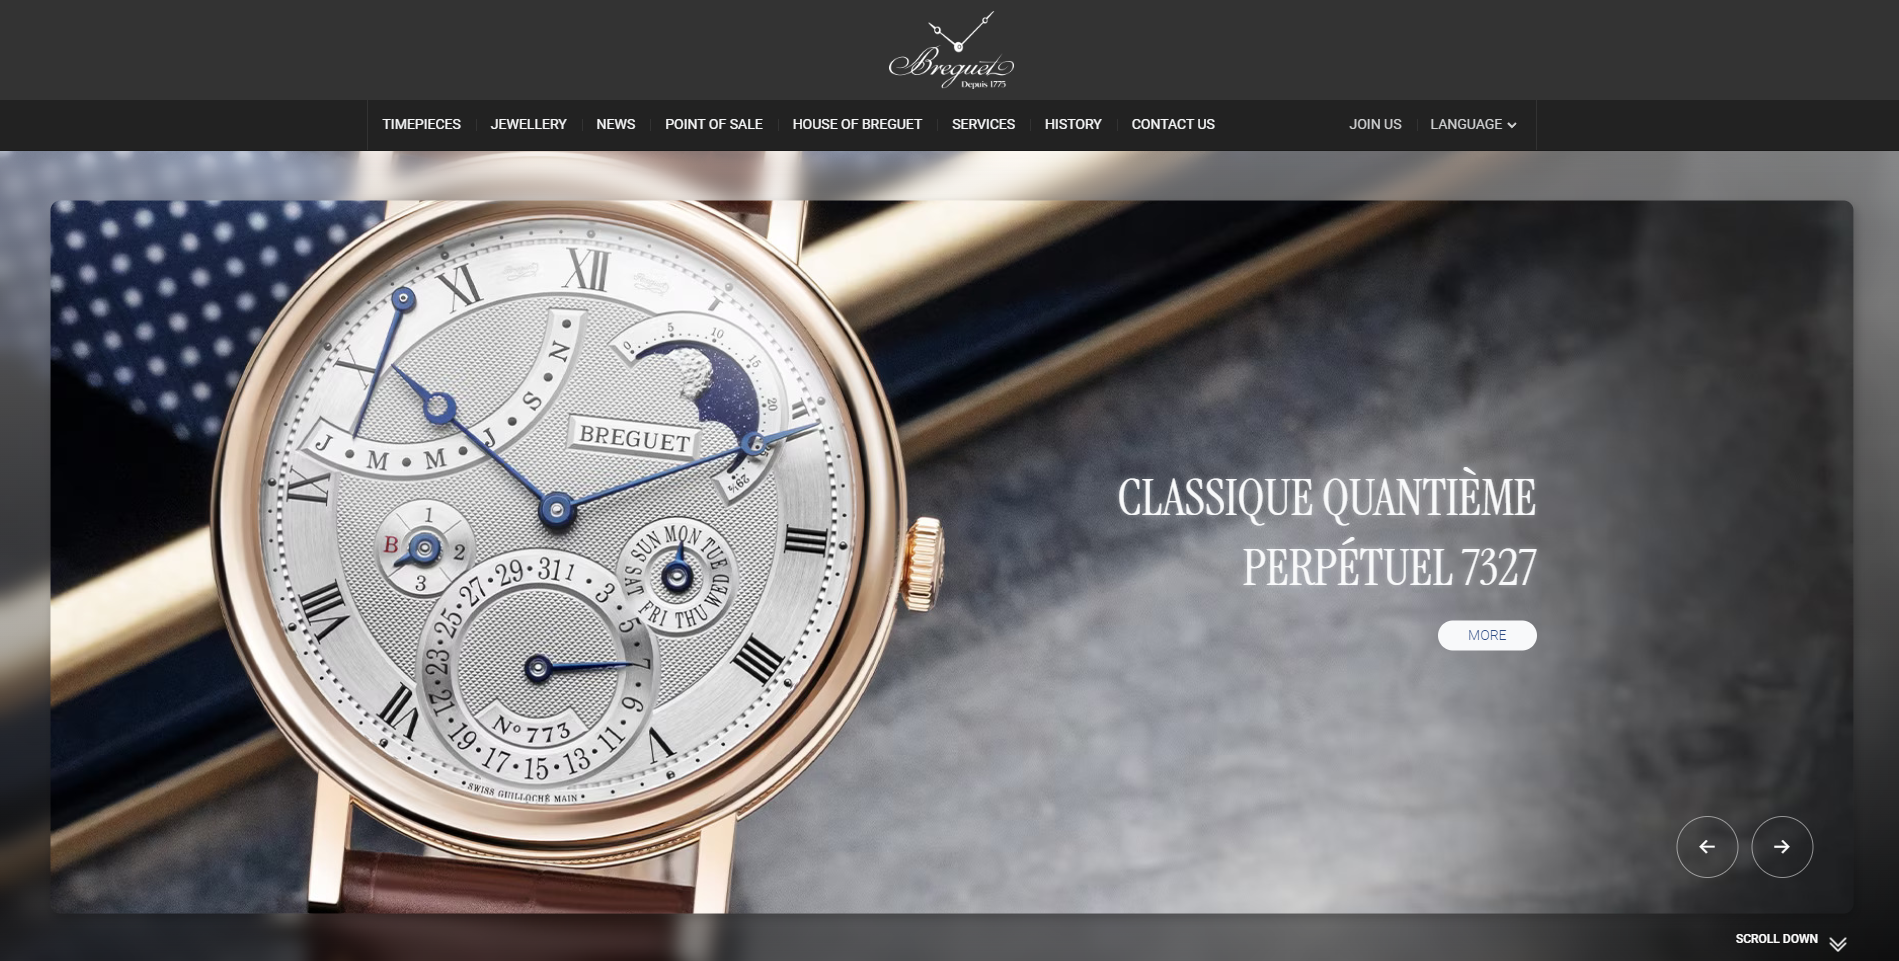 Breguet
Depuis 1775
TIMEPIECES JEWELLERY NEWS POINT OF SALE HOUSE OF BREGUET SERVICES HISTORY CONTACT US JOIN US LANGUAGE
XI XII
0 5 10 15 20 25 29½
J M M J S N
BREGUET
X
II
IX
III
B 1 2 3
SUN MON TUE WED THU FRI SAT
VIII
IIII
1 3 5 7 9 11 13 15 17 19 21 23 25 27 29 31
Nº 773
VII
V
SWISS GUILLOCHÉ MAIN
CLASSIQUE QUANTIÈME
PERPÉTUEL 7327
MORE
SCROLL DOWN